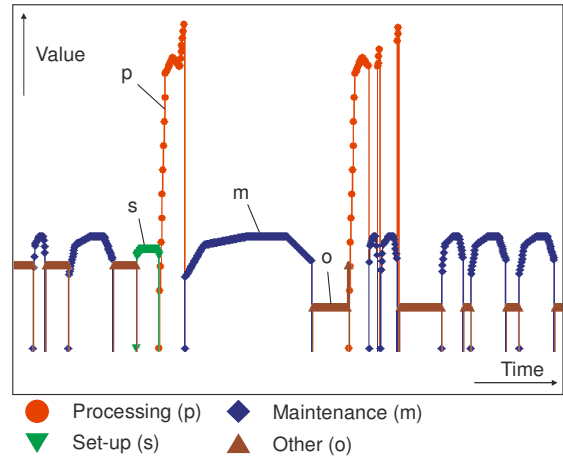 Value
p
s
m
o
Time
Processing (p)
Maintenance (m)
Set-up (s)
Other (o)